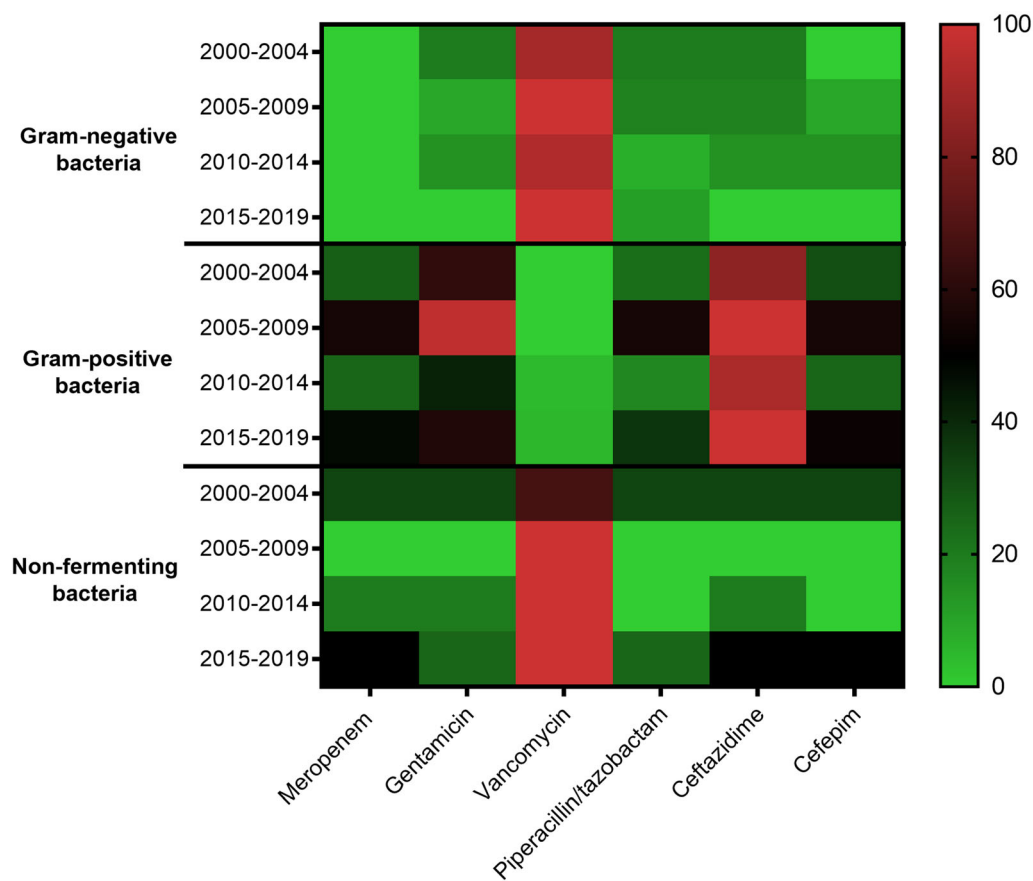 Gram-negative
bacteria
2000-2004
2005-2009
2010-2014
2015-2019
Gram-positive
bacteria
2000-2004
2005-2009
2010-2014
2015-2019
Non-fermenting
bacteria
2000-2004
2005-2009
2010-2014
2015-2019
Meropenem
Gentamicin
Vancomycin
Piperacillin/tazobactam
Ceftazidime
Cefepim
100
80
60
40
20
0